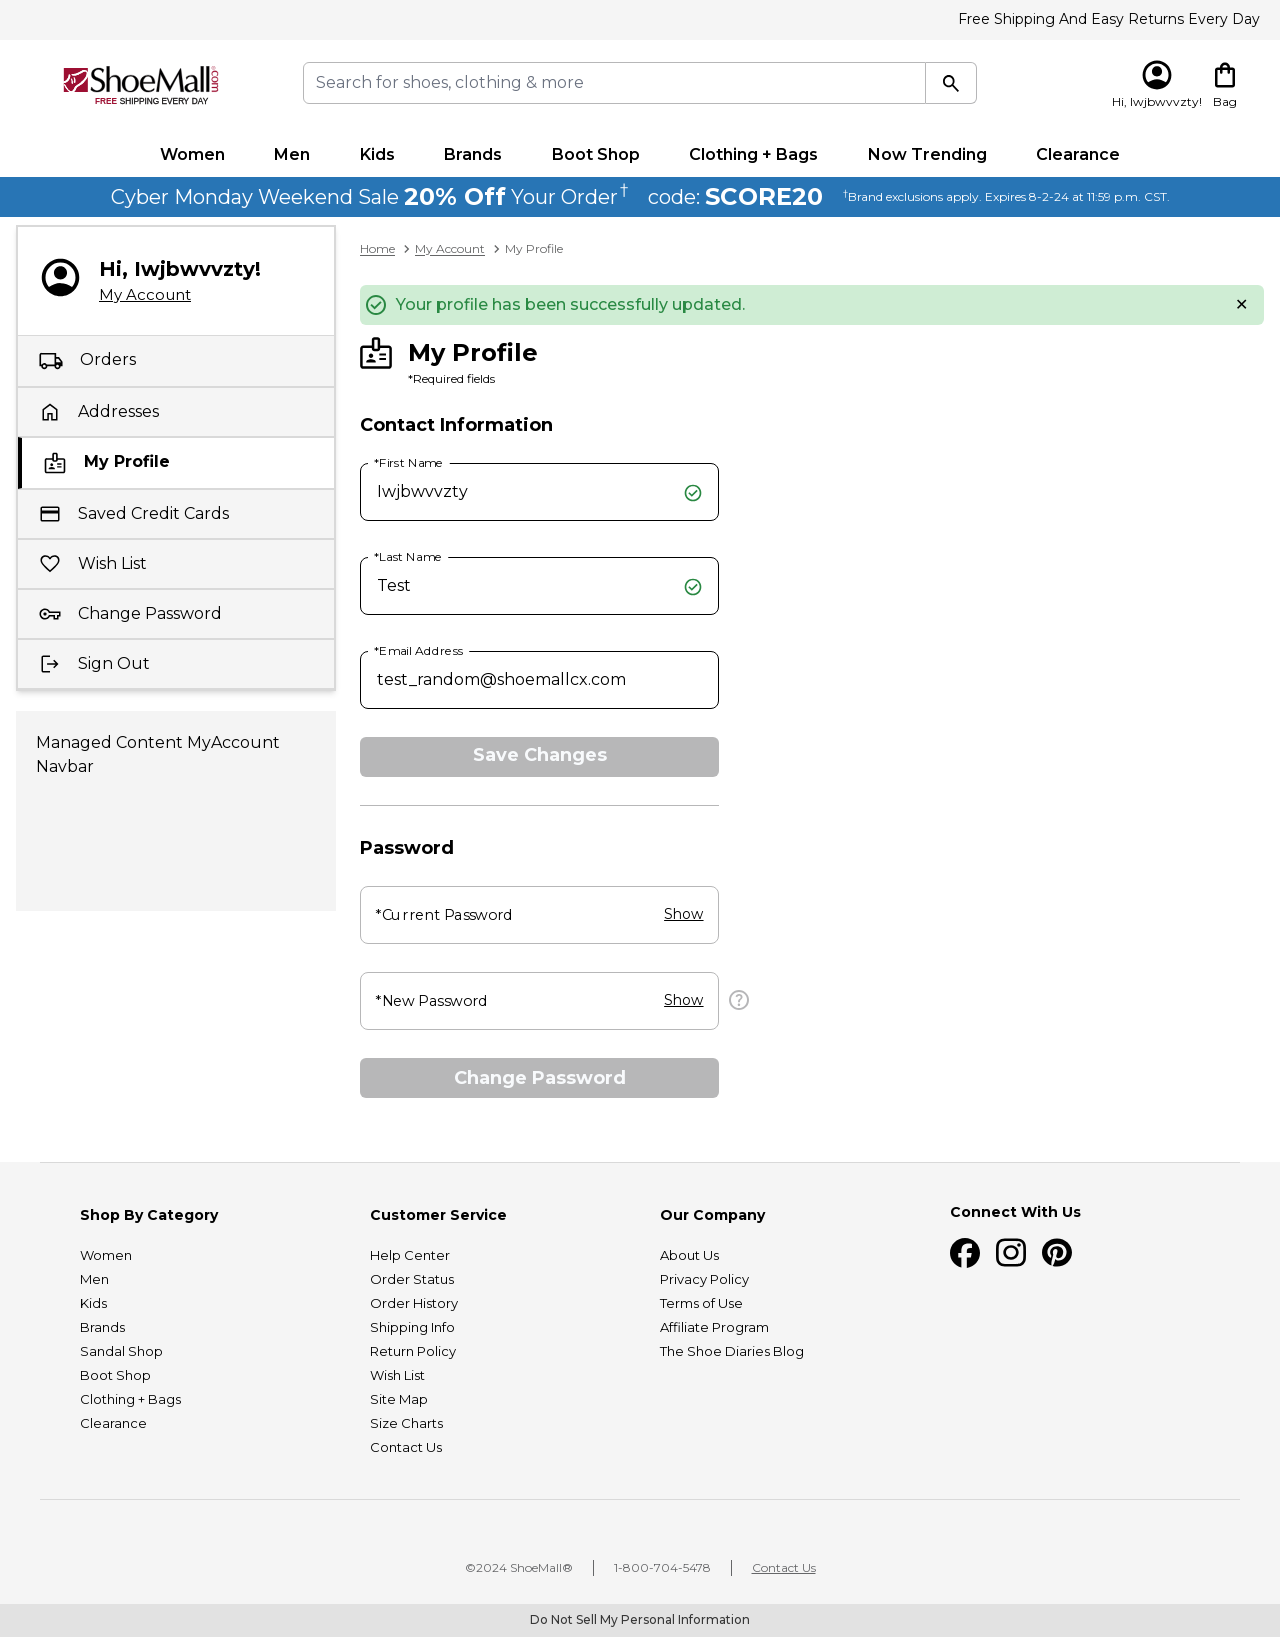 Free Shipping And Easy Returns Every Day
ShoeMall®.com
FREE SHIPPING EVERY DAY
Search for shoes, clothing & more
Hi, Iwjbwvvzty!
Bag
Women Men Kids Brands Boot Shop Clothing + Bags Now Trending Clearance
Cyber Monday Weekend Sale 20% Off Your Order† code: SCORE20 †Brand exclusions apply. Expires 8-2-24 at 11:59 p.m. CST.
Hi, Iwjbwvvzty!
My Account
Orders
Addresses
My Profile
Saved Credit Cards
Wish List
Change Password
Sign Out
Managed Content MyAccount
Navbar
Home > My Account > My Profile
Your profile has been successfully updated.
My Profile
*Required fields
Contact Information
*First Name
Iwjbwvvzty
*Last Name
Test
*Email Address
test_random@shoemallcx.com
Save Changes
Password
*Current Password Show
*New Password Show
Change Password
Shop By Category
Women
Men
Kids
Brands
Sandal Shop
Boot Shop
Clothing + Bags
Clearance
Customer Service
Help Center
Order Status
Order History
Shipping Info
Return Policy
Wish List
Site Map
Size Charts
Contact Us
Our Company
About Us
Privacy Policy
Terms of Use
Affiliate Program
The Shoe Diaries Blog
Connect With Us
©2024 ShoeMall® | 1-800-704-5478 | Contact Us
Do Not Sell My Personal Information